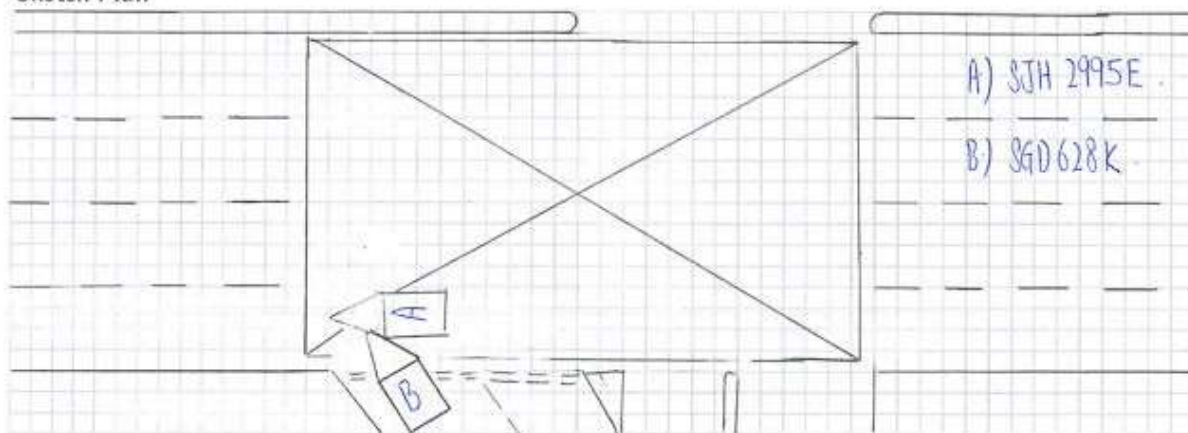 Sketch Plan
A) SJH 2995E
B) SGD628K
A
B